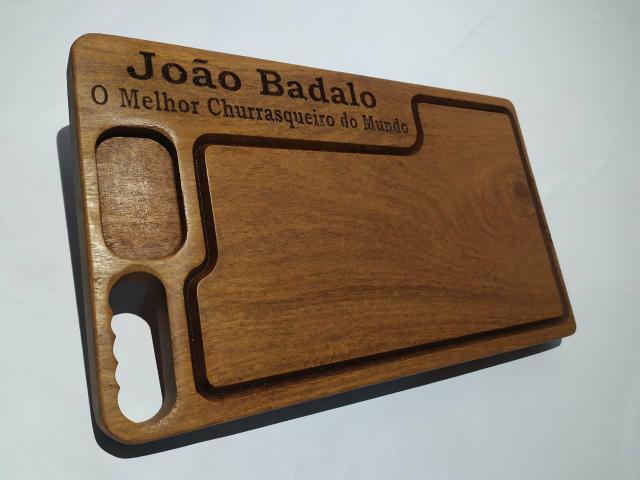 João Badalo
O Melhor Churrasqueiro do Mundo